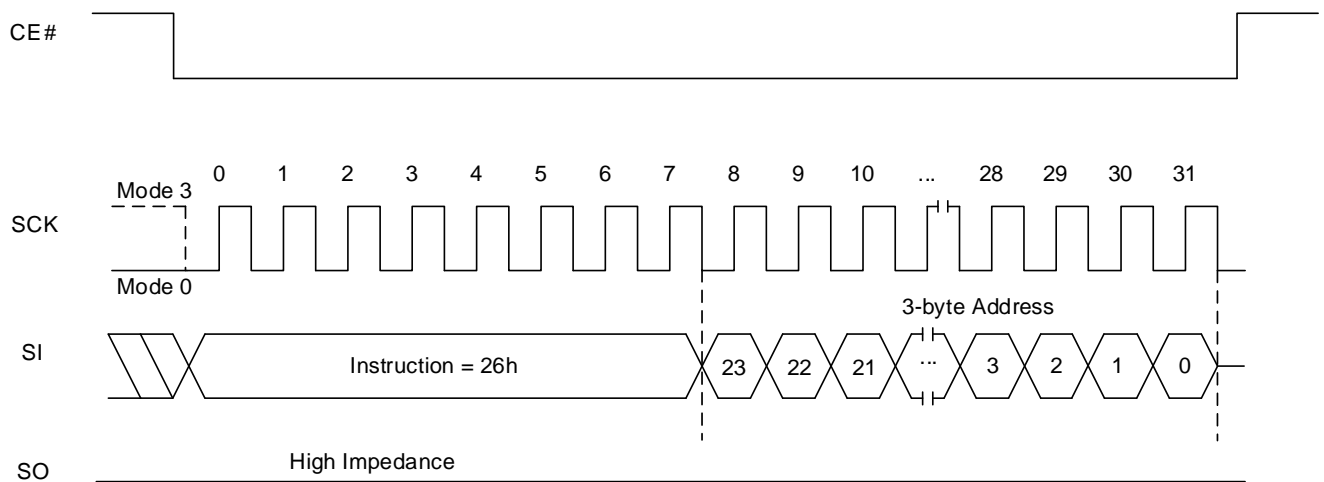 CE#
0 1 2 3 4 5 6 7 8 9 10 ... 28 29 30 31
Mode 3
SCK
Mode 0
3-byte Address
SI
Instruction = 26h
23 22 21 ... 3 2 1 0
High Impedance
SO